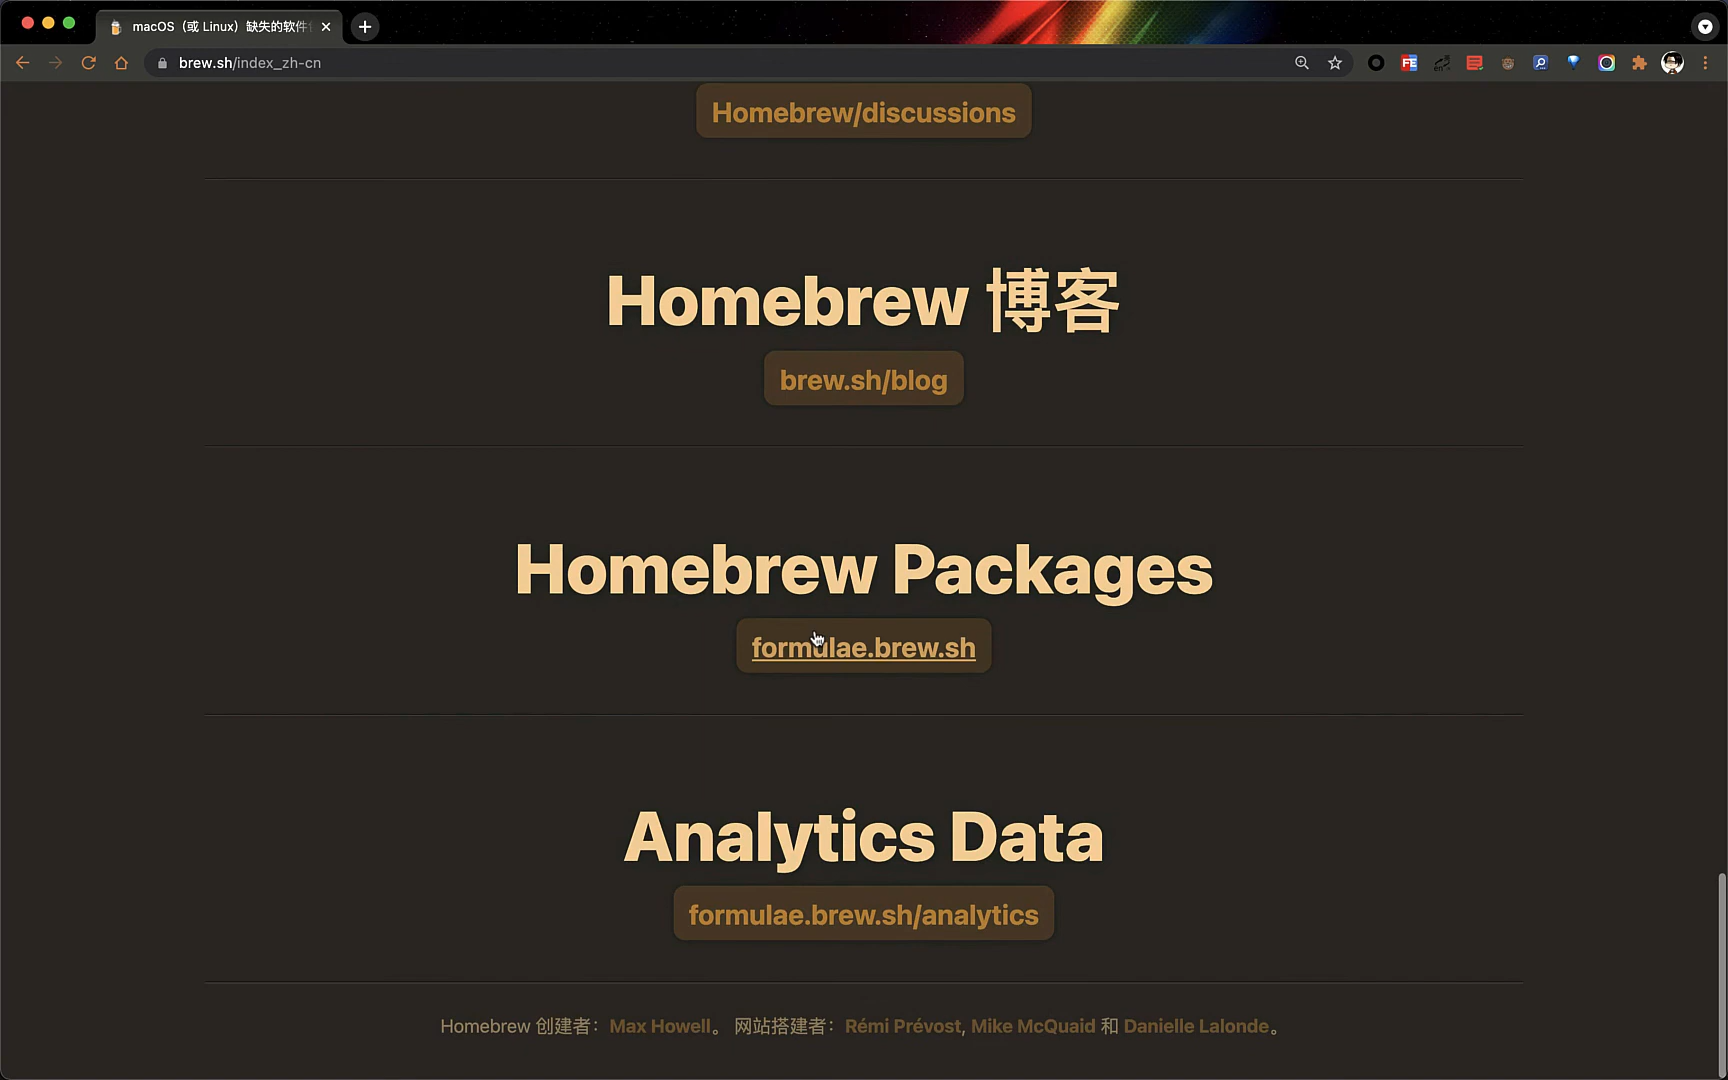 macOS（或 Linux）缺失的软件
brew.sh/index_zh-cn
Homebrew/discussions
Homebrew 博客
brew.sh/blog
Homebrew Packages
formulae.brew.sh
Analytics Data
formulae.brew.sh/analytics
Homebrew 创建者：Max Howell。 网站搭建者：Rémi Prévost, Mike McQuaid 和 Danielle Lalonde。